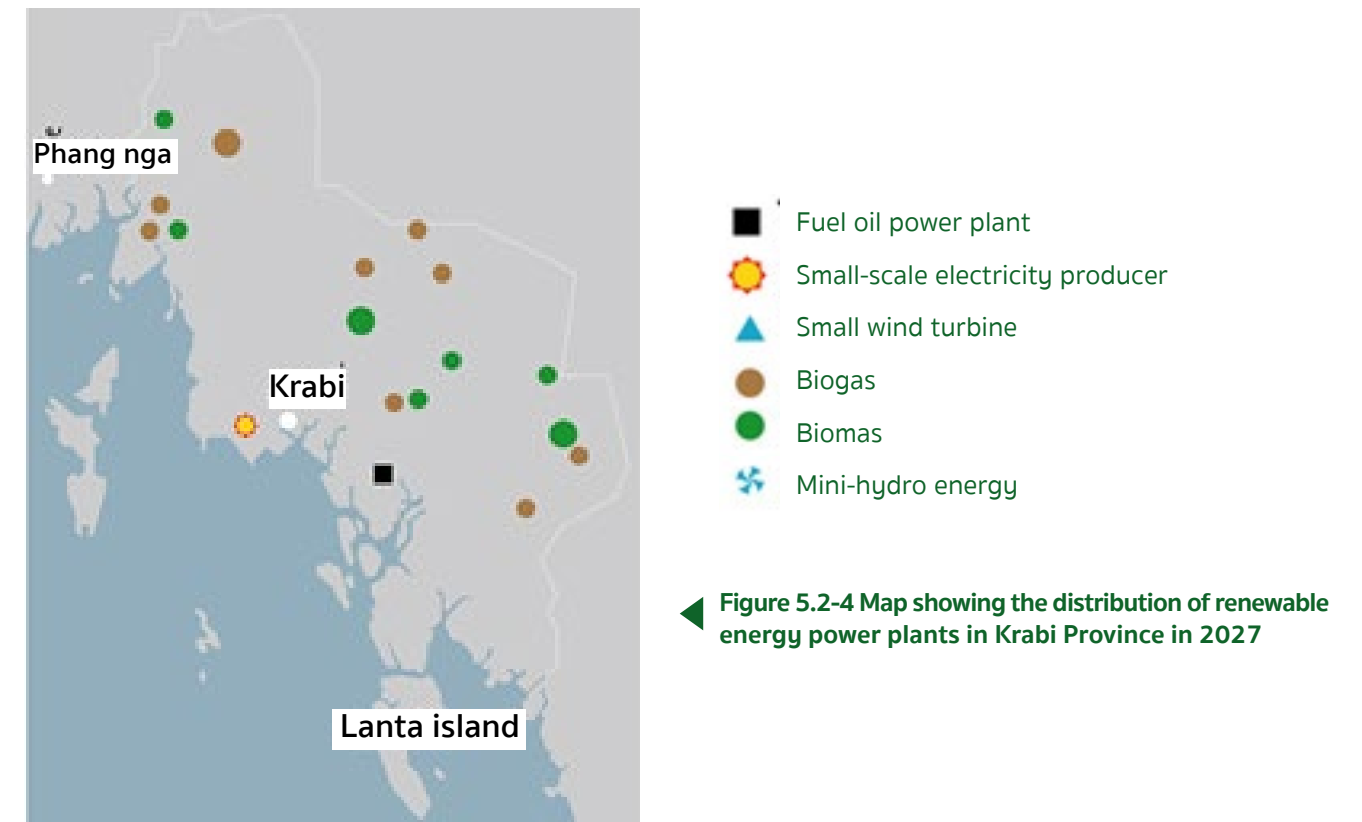 Phang nga
Krabi
Lanta island
Fuel oil power plant
Small-scale electricity producer
Small wind turbine
Biogas
Biomas
Mini-hydro energy
Figure 5.2-4 Map showing the distribution of renewable
energy power plants in Krabi Province in 2027